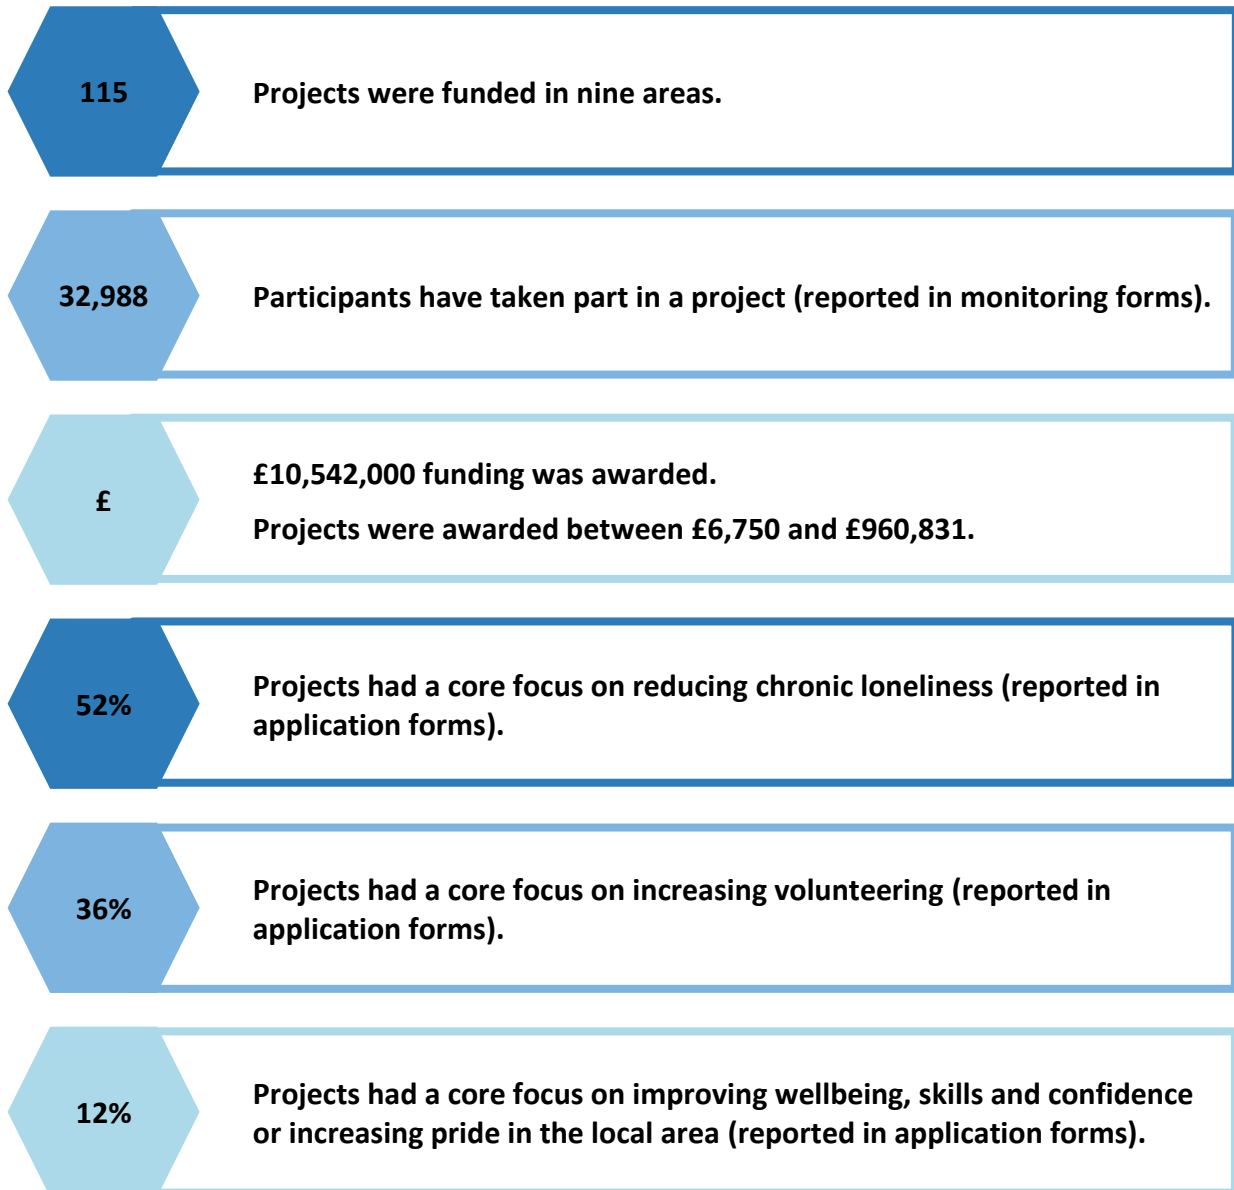 115
Projects were funded in nine areas.
32,988
Participants have taken part in a project (reported in monitoring forms).
£
£10,542,000 funding was awarded.
Projects were awarded between £6,750 and £960,831.
52%
Projects had a core focus on reducing chronic loneliness (reported in
application forms).
36%
Projects had a core focus on increasing volunteering (reported in
application forms).
12%
Projects had a core focus on improving wellbeing, skills and confidence
or increasing pride in the local area (reported in application forms).